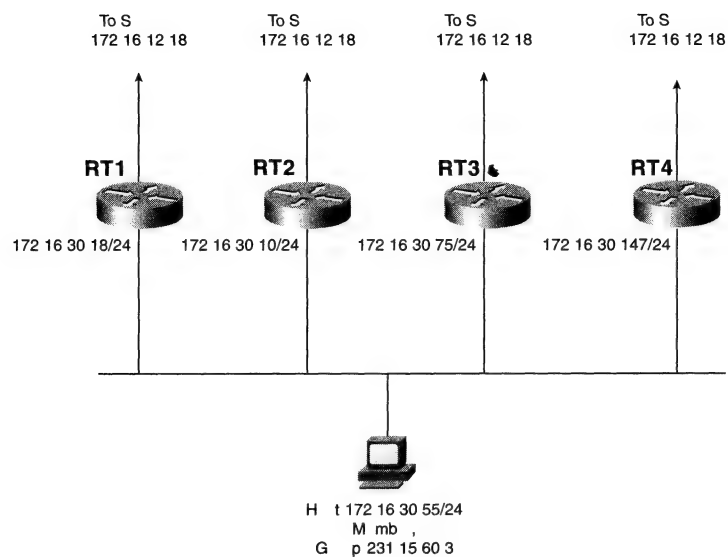 To S To S To S To S
172 16 12 18 172 16 12 18 172 16 12 18 172 16 12 18
RT1 RT2 RT3 RT4
172 16 30 18/24 172 16 30 10/24 172 16 30 75/24 172 16 30 147/24
H t 172 16 30 55/24
M mb ,
G p 231 15 60 3